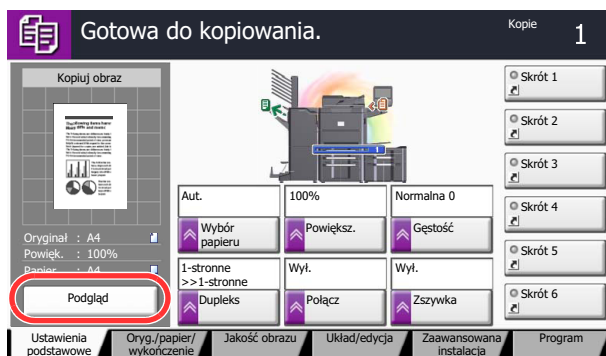 Gotowa do kopiowania.
Kopie
1
Kopiuj obraz
Oryginał : A4
Powięk. : 100%
Papier : A4
Podgląd
Aut.
Wybór
papieru
100%
Powiększ.
Normalna 0
Gęstość
1-stronne
>>1-stronne
Dupleks
Wył.
Połącz
Wył.
Zszywka
Skrót 1
Skrót 2
Skrót 3
Skrót 4
Skrót 5
Skrót 6
Ustawienia
podstawowe
Oryg./papier/
wykończenie
Jakość obrazu
Układ/edycja
Zaawansowana
instalacja
Program